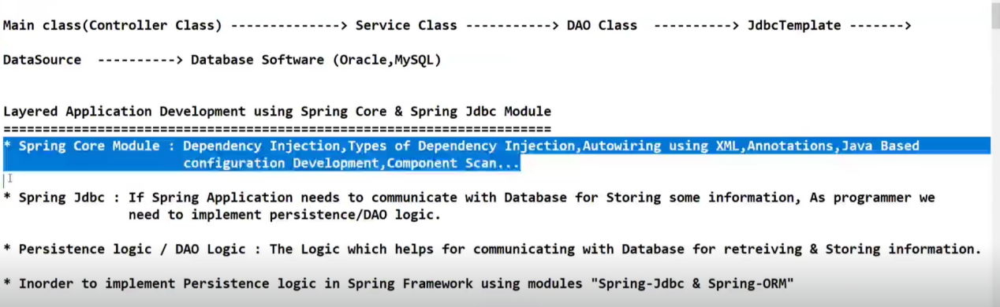 Main class(Controller Class) --------------> Service Class -----------> DAO Class ----------> JdbcTemplate ------->
DataSource ----------> Database Software (Oracle,MySQL)
Layered Application Development using Spring Core & Spring Jdbc Module
======================================================================
* Spring Core Module : Dependency Injection,Types of Dependency Injection,Autowiring using XML,Annotations,Java Based
configuration Development,Component Scan...
* Spring Jdbc : If Spring Application needs to communicate with Database for Storing some information, As programmer we
need to implement persistence/DAO logic.
* Persistence logic / DAO Logic : The Logic which helps for communicating with Database for retreiving & Storing information.
* Inorder to implement Persistence logic in Spring Framework using modules "Spring-Jdbc & Spring-ORM"